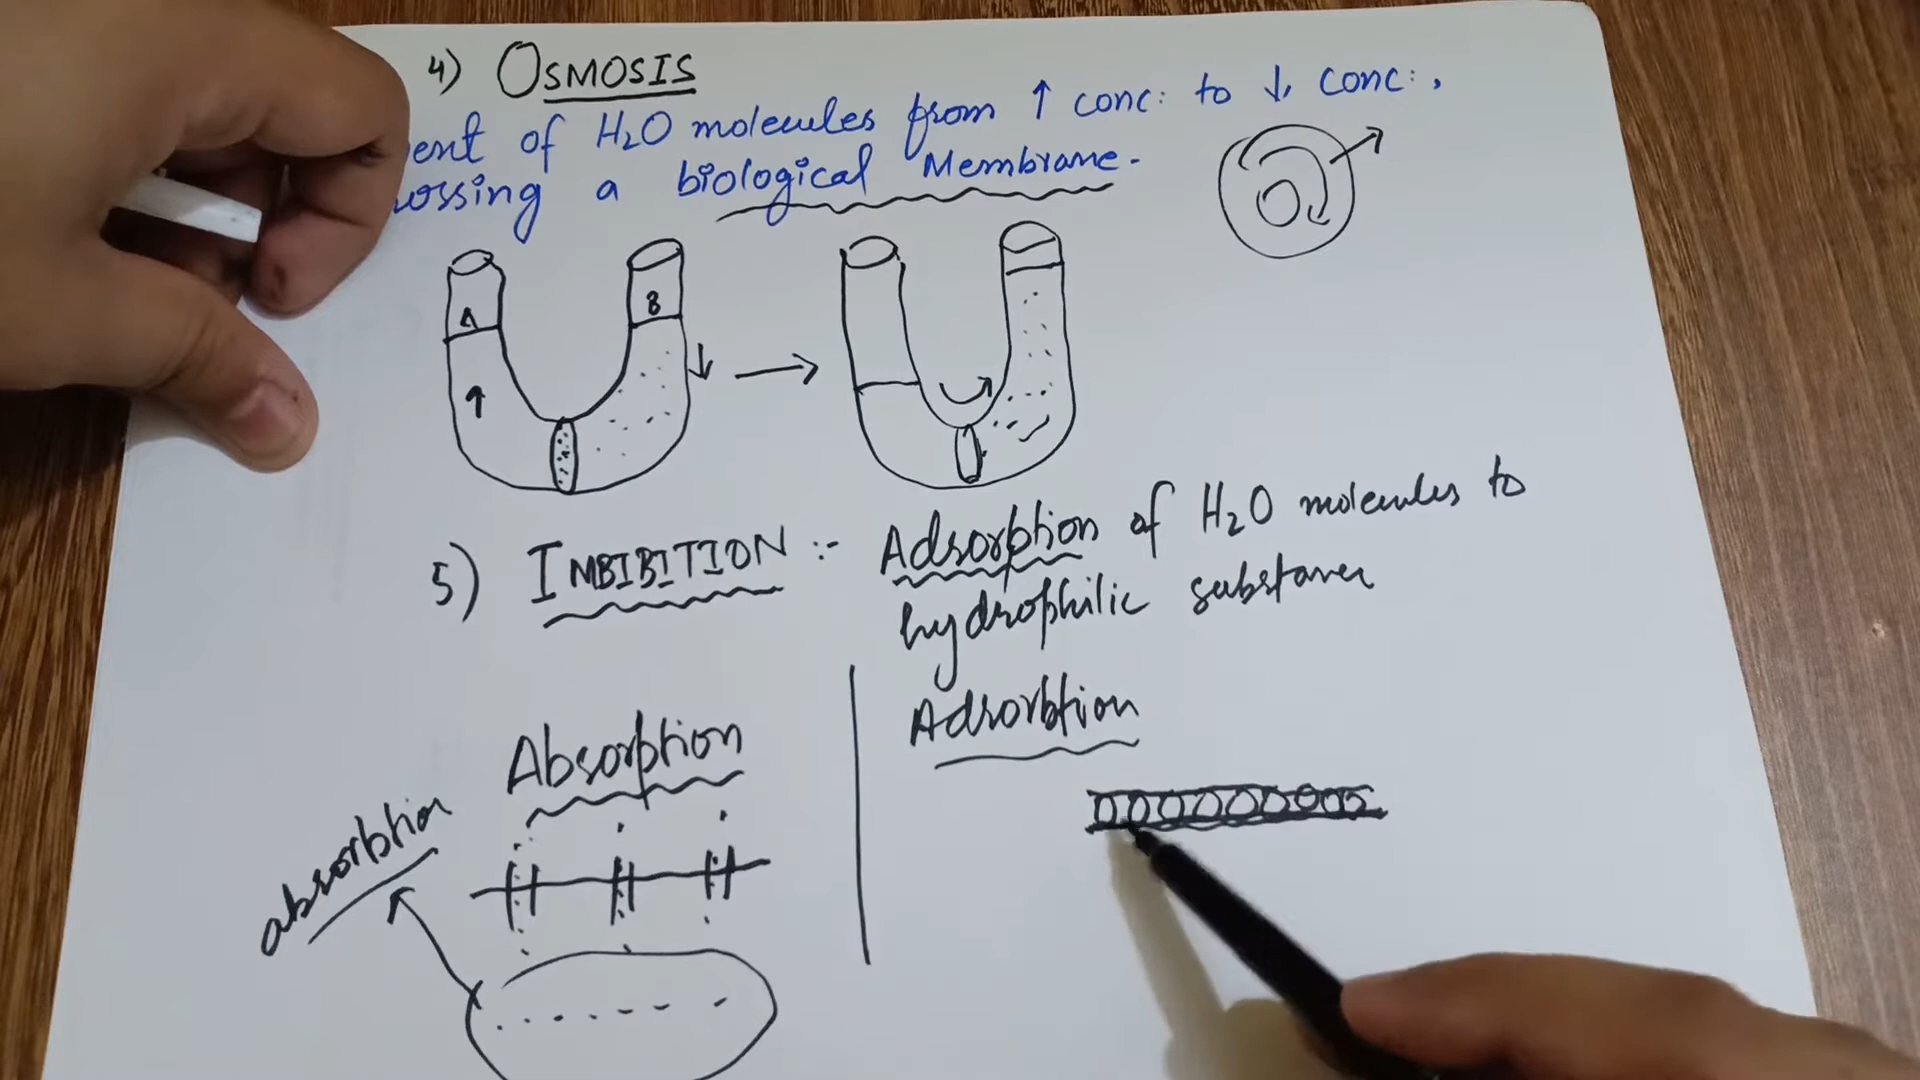 4) OSMOSIS
ent of H₂O molecules from ↑ conc: to ↓ conc:,
ossing a biological Membrane-
A
B
5) IMBIBITION :- Adsorption of H₂O molecules to
hydrophilic substance
Absorption
Adsorbtion
absorbtion